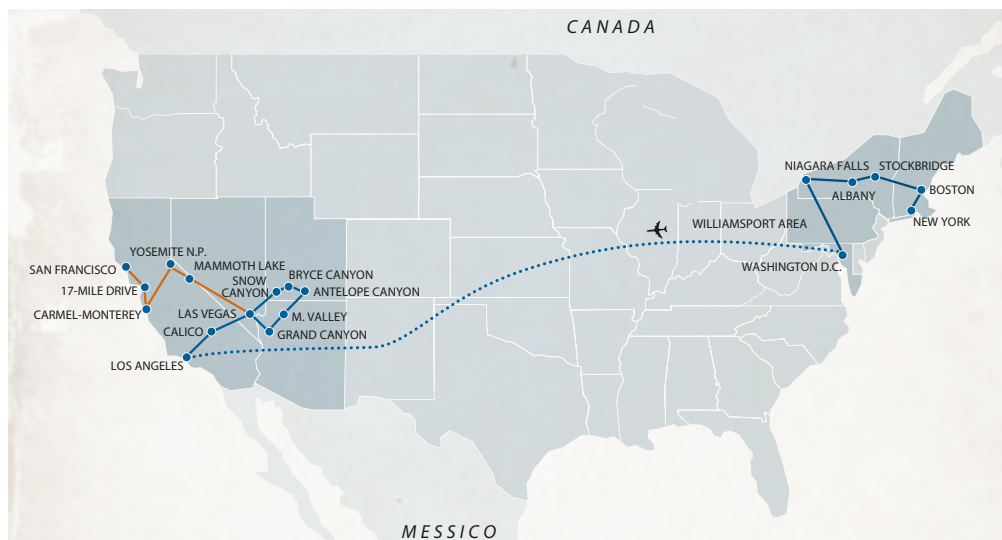 CANADA
NIAGARA FALLS
STOCKBRIDGE
ALBANY
BOSTON
NEW YORK
WILLIAMSPORT AREA
WASHINGTON D.C.
YOSEMITE N.P.
SAN FRANCISCO
MAMMOTH LAKE
17-MILE DRIVE
SNOW
CANYON
BRYCE CANYON
ANTELOPE CANYON
CARMEL-MONTEREY
LAS VEGAS
M. VALLEY
CALICO
GRAND CANYON
LOS ANGELES
MESSICO